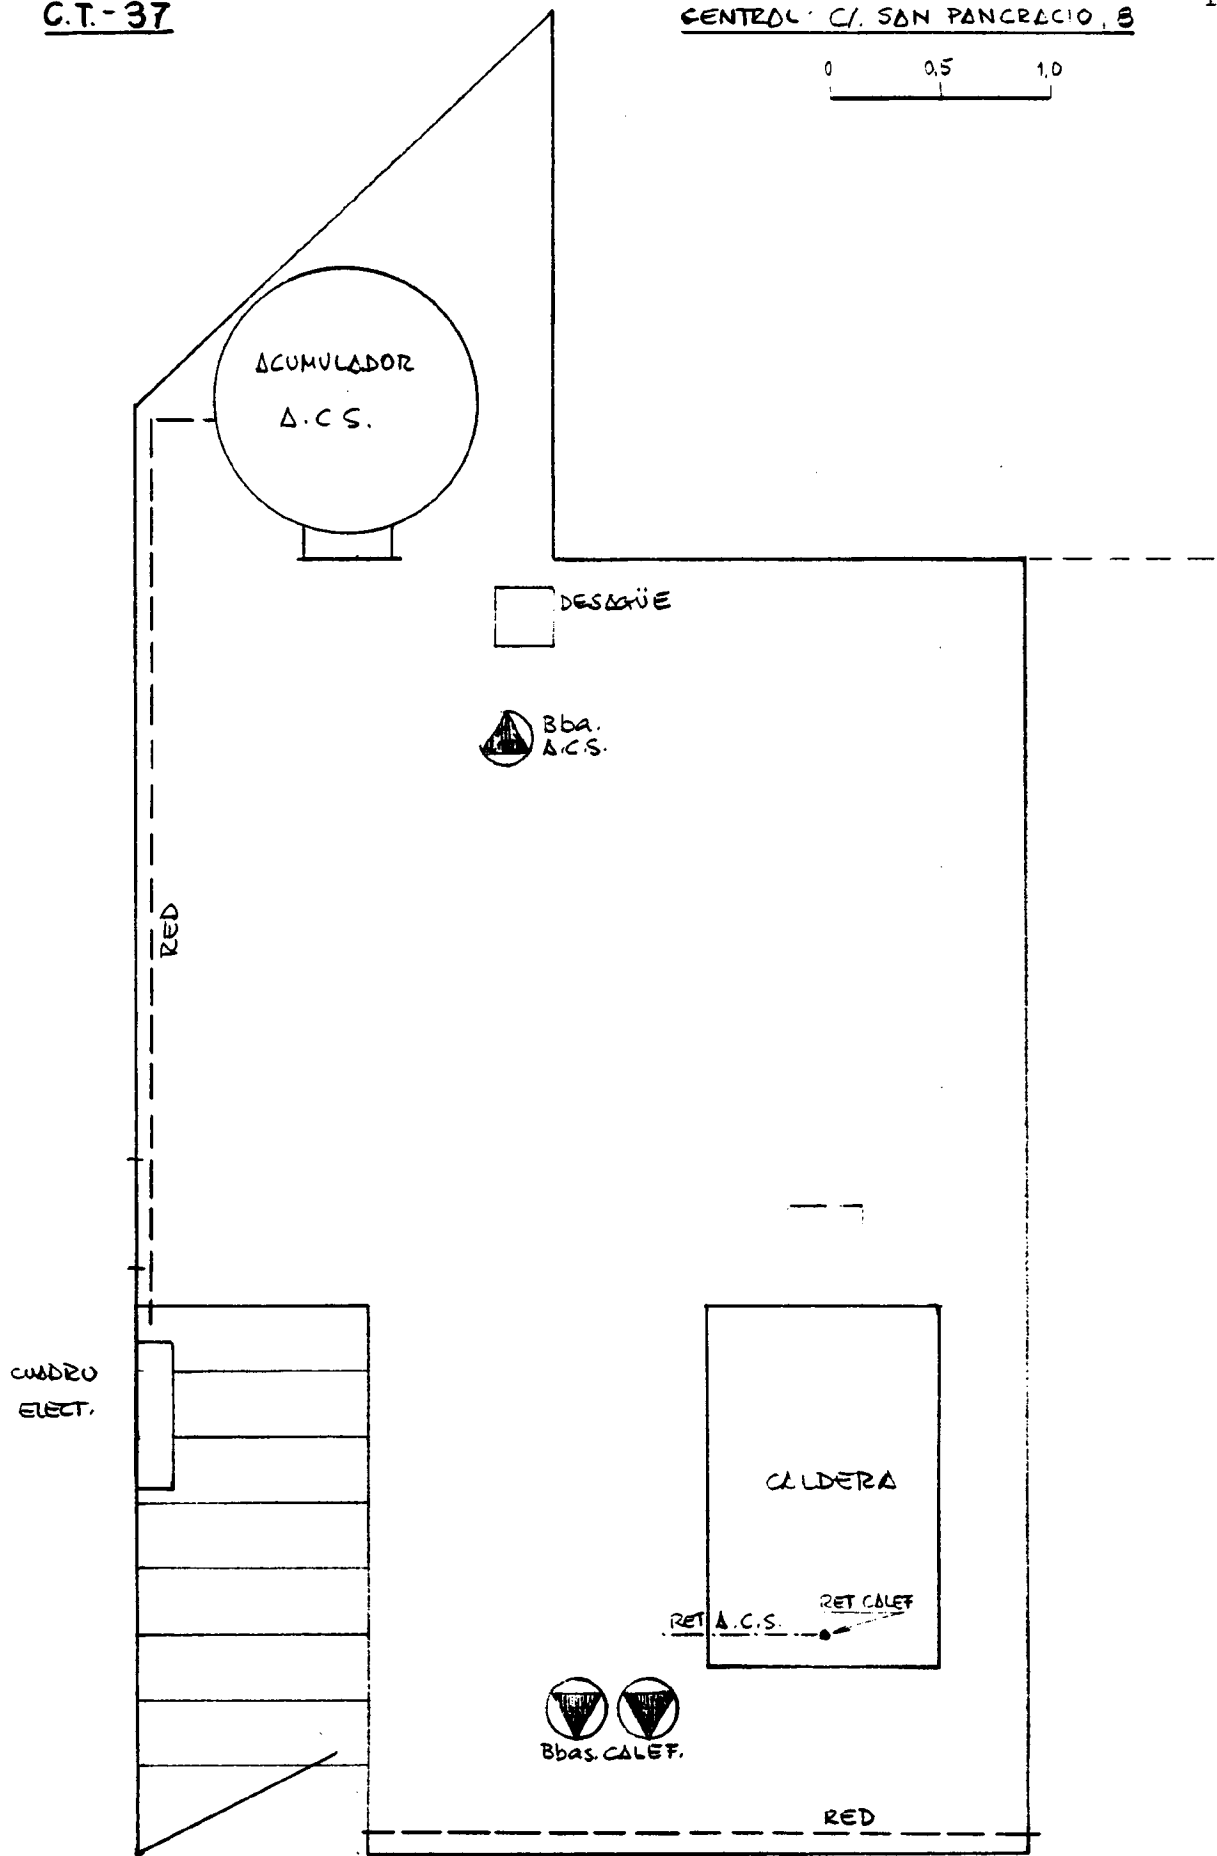 C.T.-37
CENTRAL: C/. SAN PANCRACIO, 8
0 0,5 1,0
ACUMULADOR
A.C.S.
DESAGÜE
Bba.
A.C.S.
RED
CUADRO
ELECT.
CALDERA
RET CALEF
RET A.C.S.
Bbas. CALEF.
RED